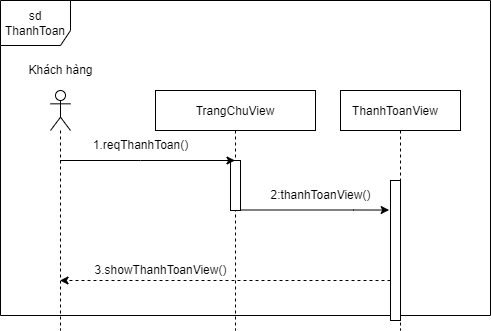 sd
ThanhToan
Khách hàng
TrangChuView
ThanhToanView
1.reqThanhToan()
2:thanhToanView()
3.showThanhToanView()